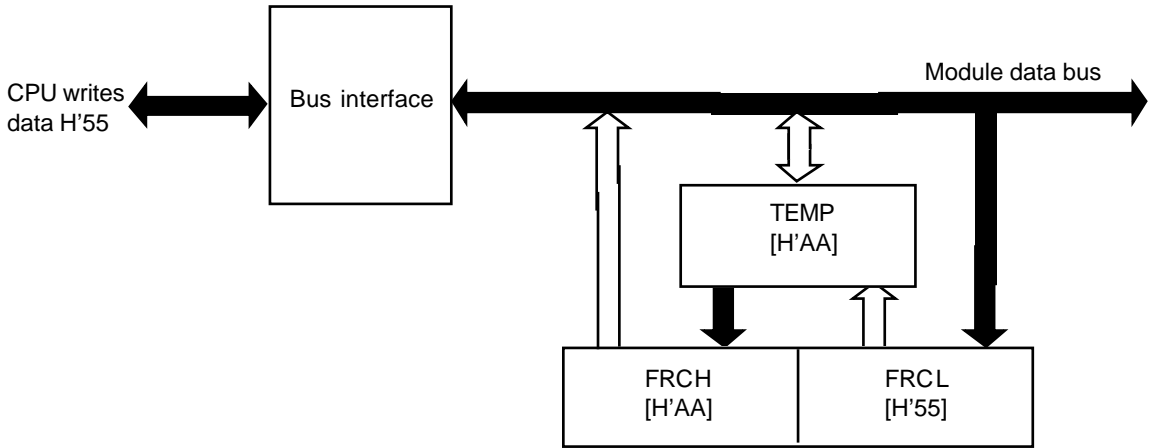 Module data bus
CPU writes
data H'55
Bus interface
TEMP
[H'AA]
FRCH
[H'AA]
FRCL
[H'55]